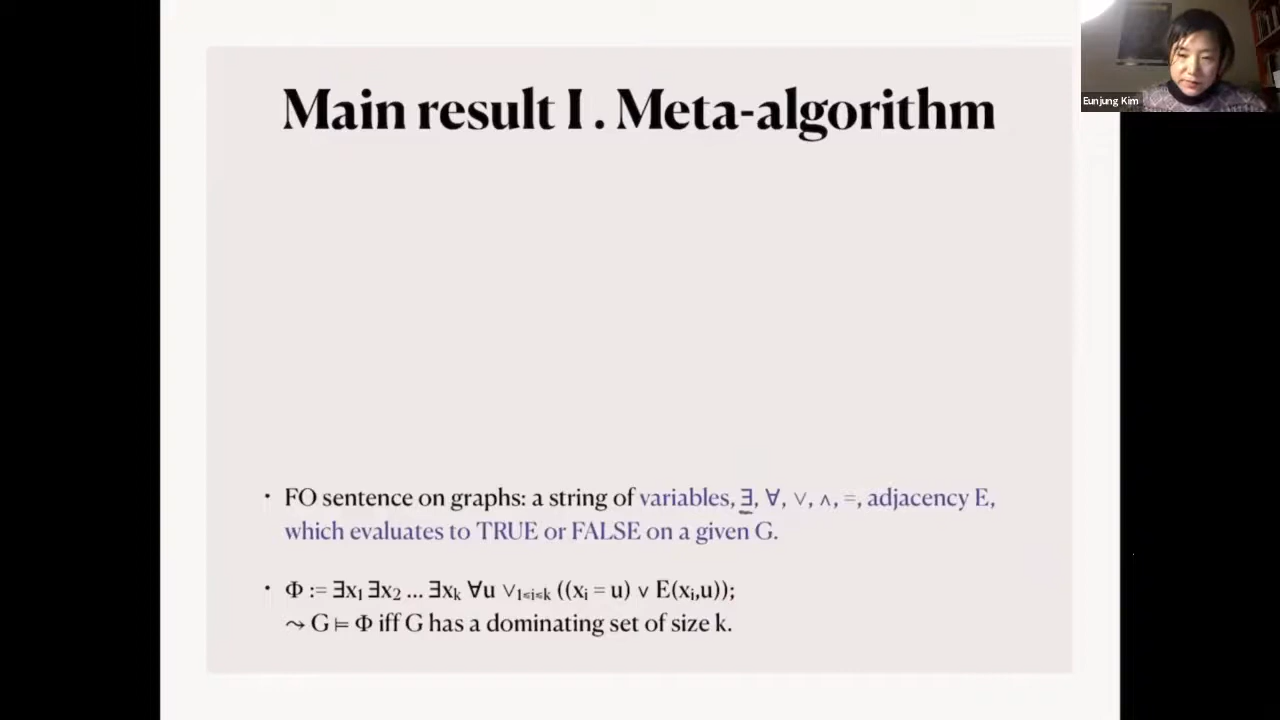 Main result I . Meta-algorithm
Eunjung Kim
• FO sentence on graphs: a string of variables, ∃, ∀, ∨, ∧, =, adjacency E,
which evaluates to TRUE or FALSE on a given G.
• Φ := ∃x₁ ∃x₂ ... ∃xₖ ∀u ∨₁≤ᵢ≤ₖ ((xᵢ = u) ∨ E(xᵢ,u));
⤳ G ⊨ Φ iff G has a dominating set of size k.